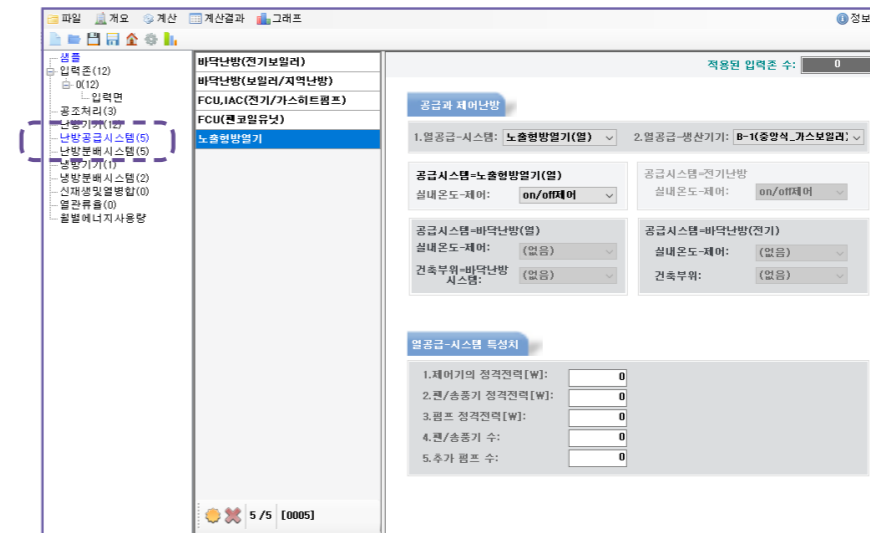 파일 개요 계산 계산결과 그래프 정보
샘플
입력존(12)
0(12)
입력면
공조처리(3)
난방기기(12)
난방공급시스템(5)
난방분배시스템(5)
냉방기기(1)
냉방분배시스템(2)
신재생및열병합(0)
열관류율(0)
월별에너지사용량
바닥난방(전기보일러)
바닥난방(보일러/지역난방)
FCU,IAC(전기/가스히트펌프)
FCU(팬코일유닛)
노출형방열기
5 /5 [0005]
적용된 입력존 수: 0
공급과 제어난방
1.열공급-시스템: 노출형방열기(열) 2.열공급-생산기기: B-1(중앙식_가스보일러;
공급시스템=노출형방열기(열)
실내온도-제어: on/off제어
공급시스템=전기난방
실내온도-제어: on/off제어
공급시스템=바닥난방(열)
실내온도-제어: (없음)
건축부위=바닥난방
시스템: (없음)
공급시스템=바닥난방(전기)
실내온도-제어: (없음)
건축부위: (없음)
열공급-시스템 특성치
1.제어기의 정격전력[W]: 0
2.팬/송풍기 정격전력[W]: 0
3.펌프 정격전력[W]: 0
4.팬/송풍기 수: 0
5.추가 펌프 수: 0